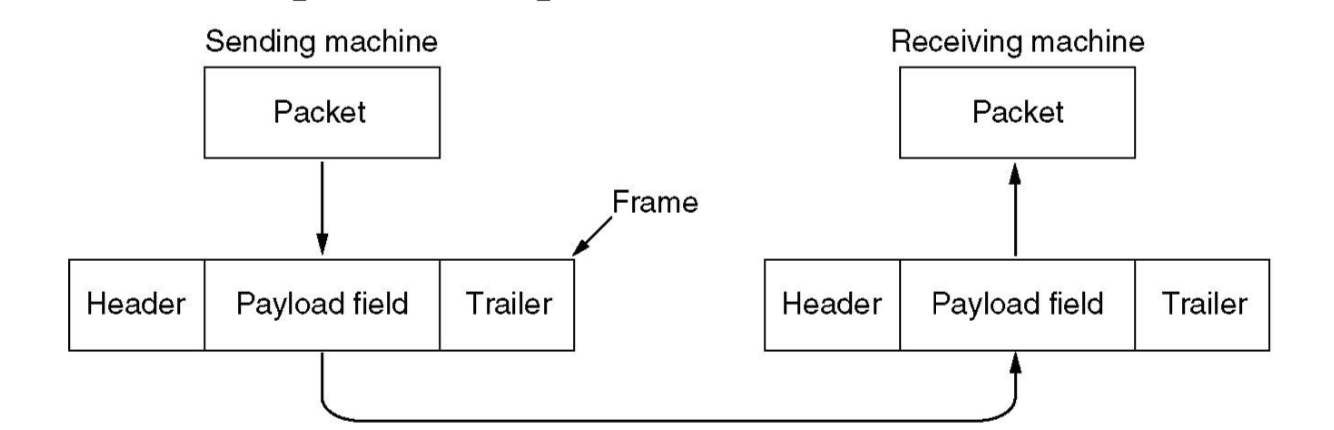 Sending machine
Receiving machine
Packet
Packet
Frame
Header
Payload field
Trailer
Header
Payload field
Trailer